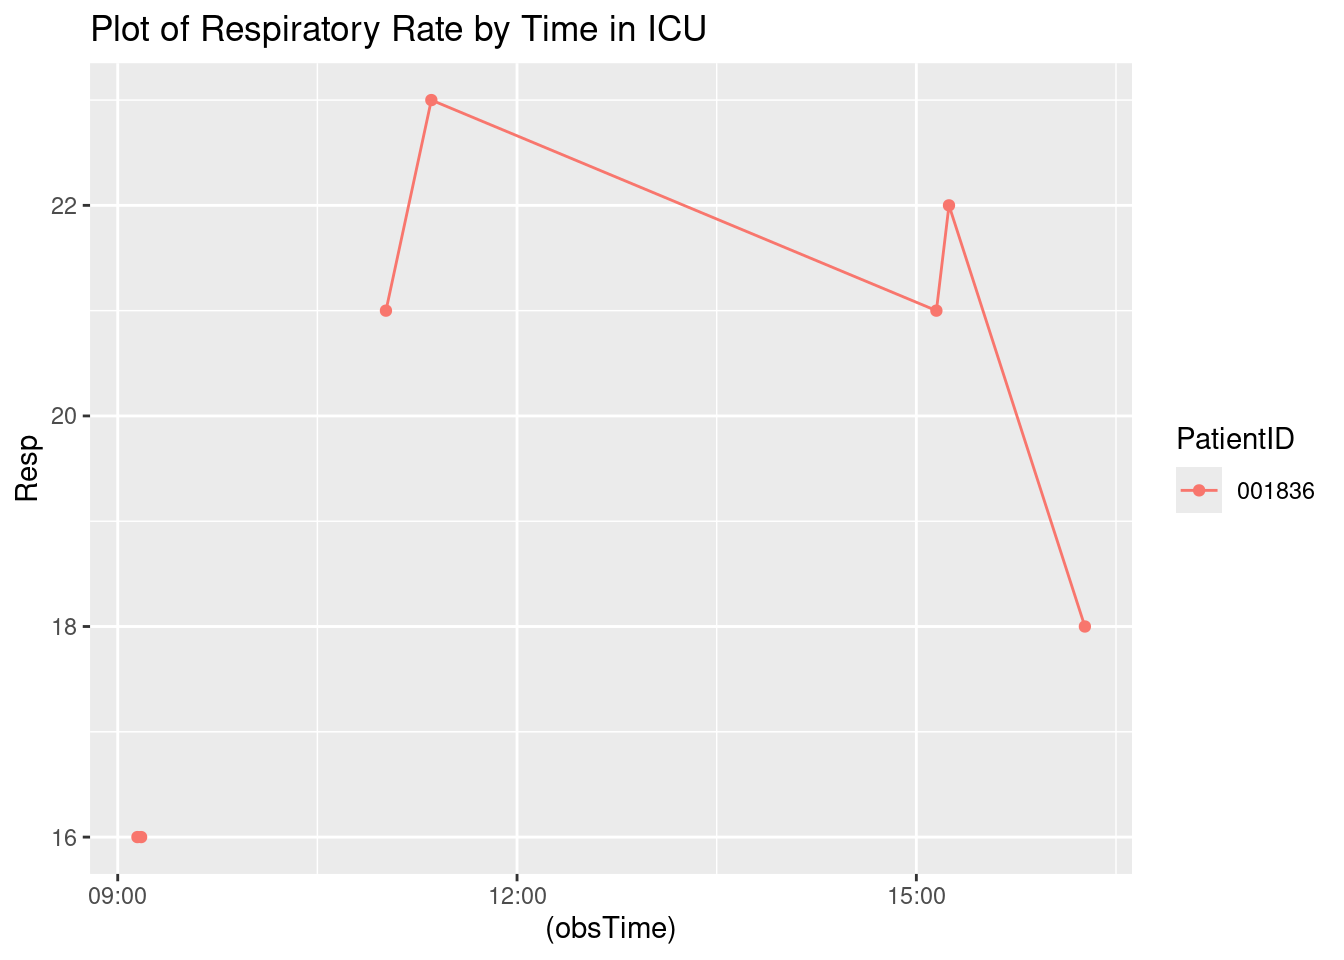 Plot of Respiratory Rate by Time in ICU
22
20
18
16
Resp
09:00
12:00
15:00
(obsTime)
PatientID
001836